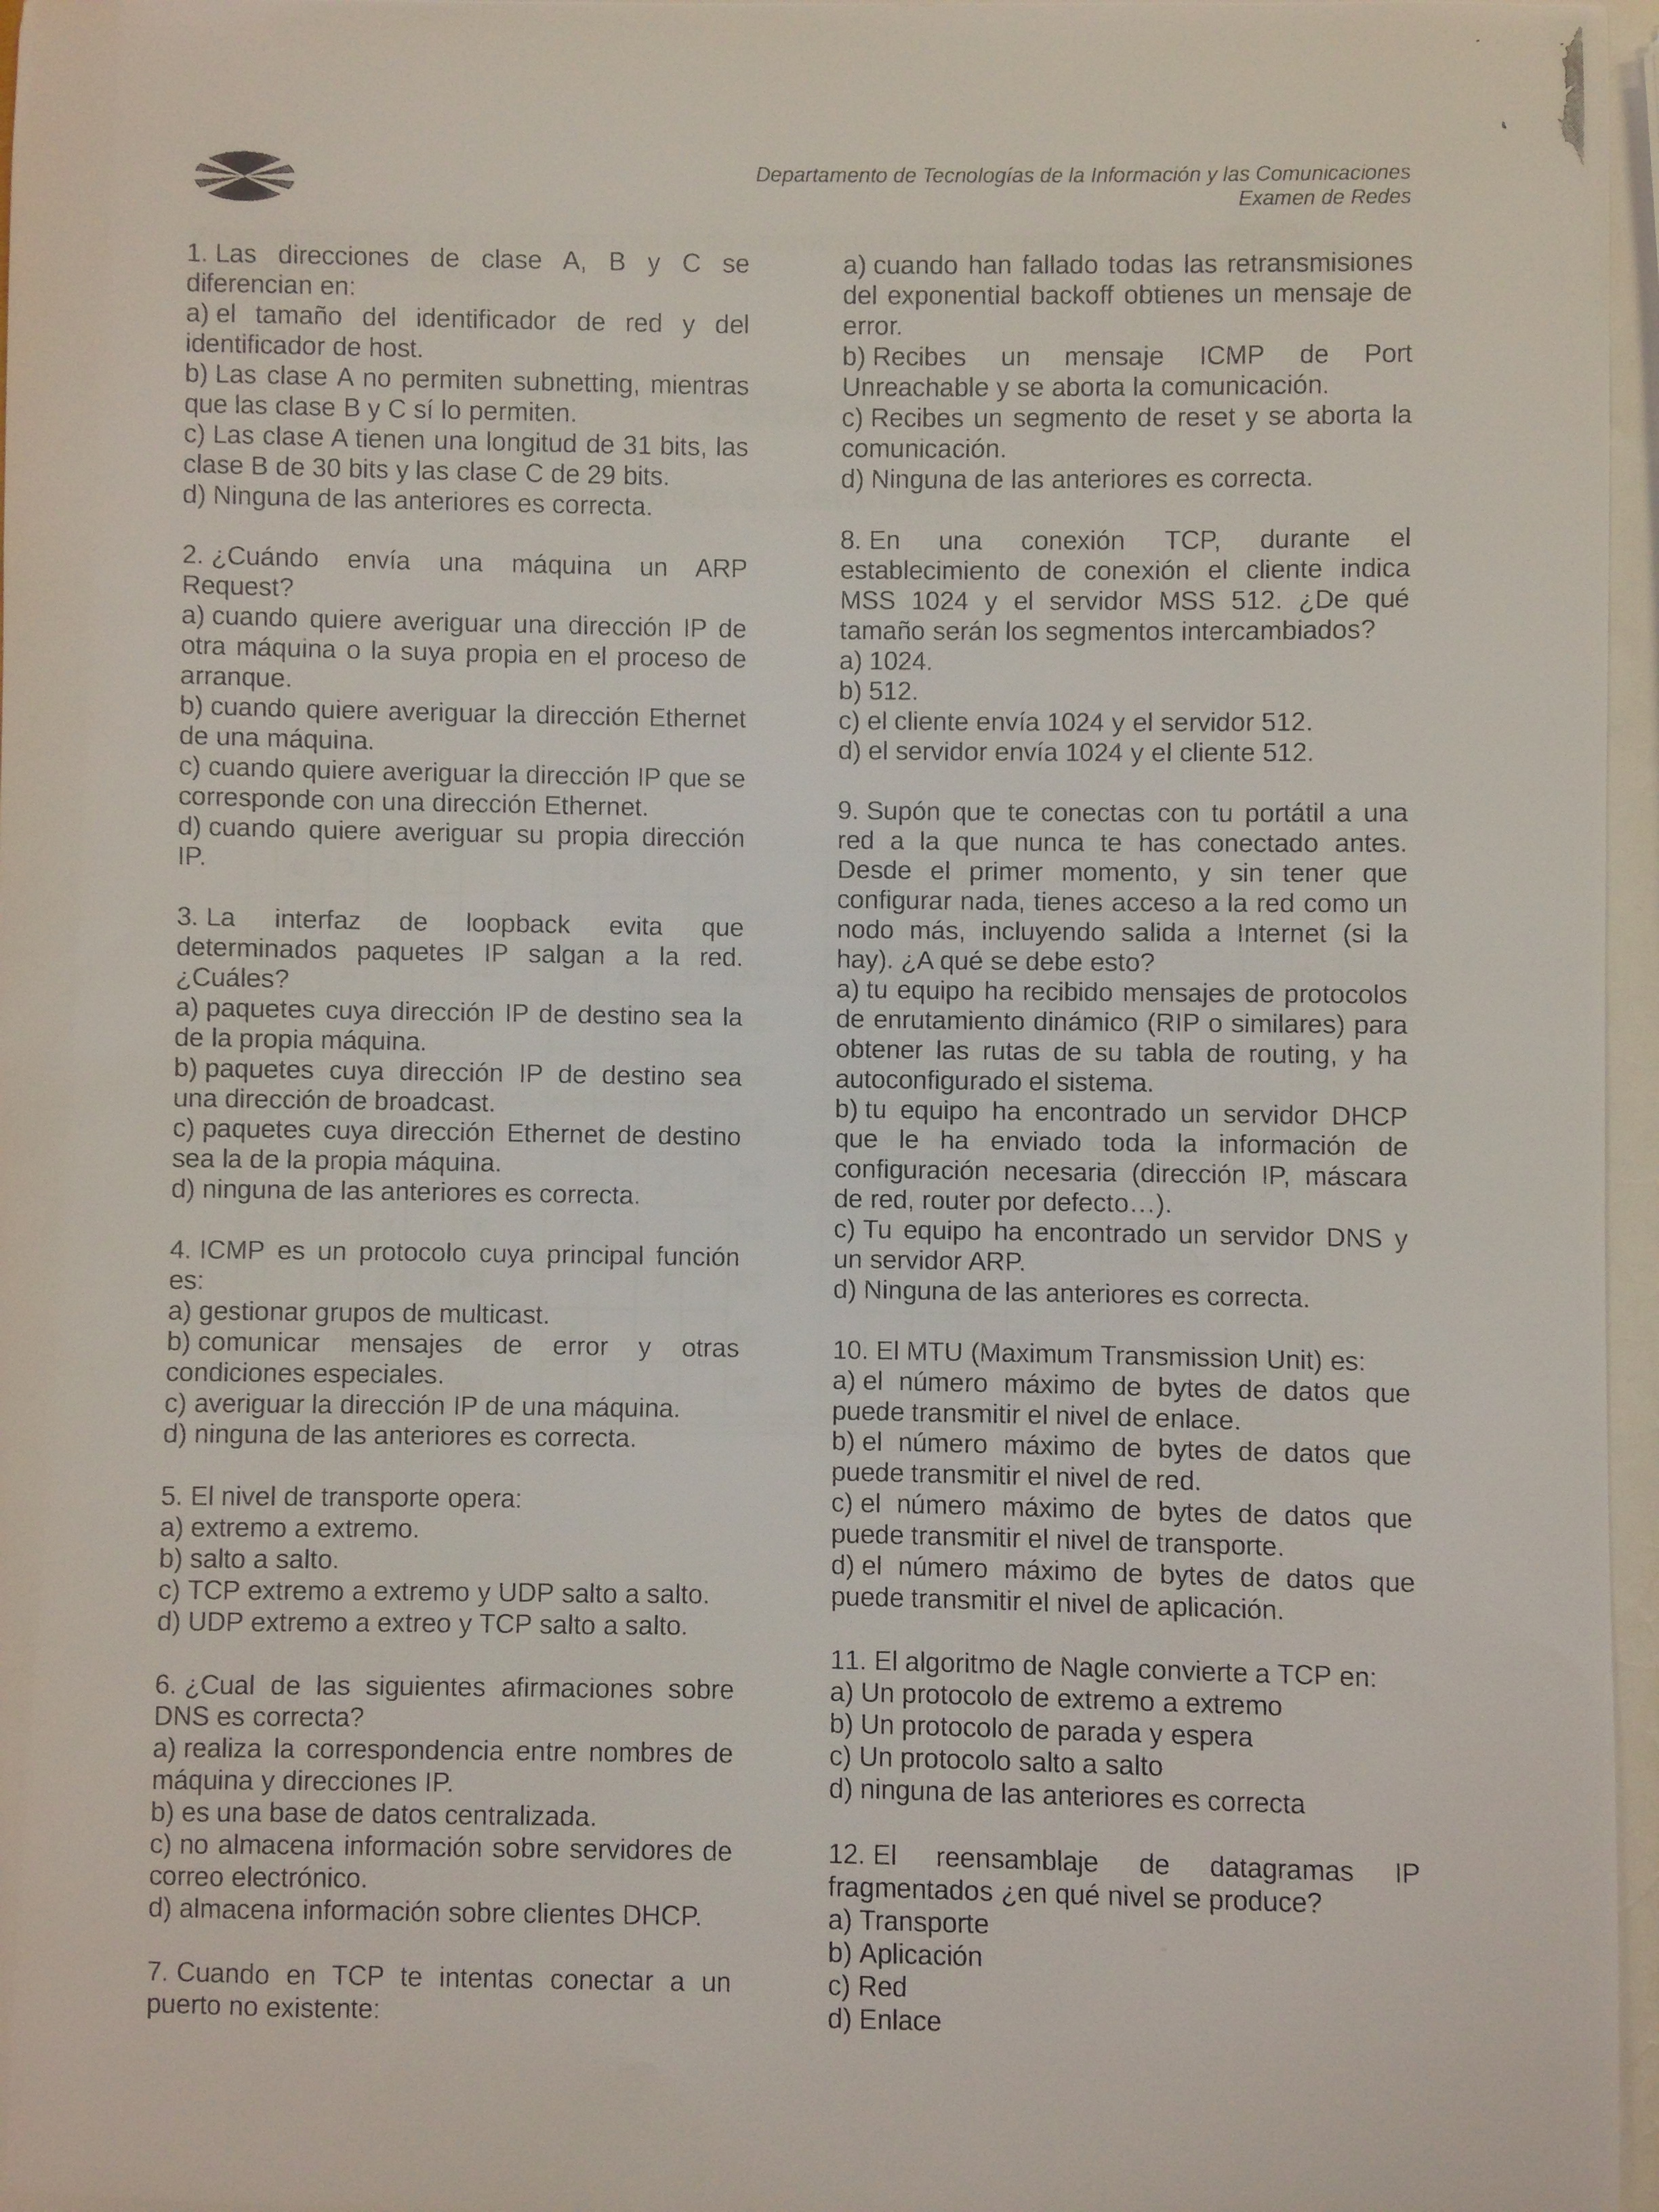 Departamento de Tecnologías de la Información y las Comunicaciones
Examen de Redes
1. Las direcciones de clase A, B y C se
diferencian en:
a) el tamaño del identificador de red y del
identificador de host.
b) Las clase A no permiten subnetting, mientras
que las clase B y C sí lo permiten.
c) Las clase A tienen una longitud de 31 bits, las
clase B de 30 bits y las clase C de 29 bits.
d) Ninguna de las anteriores es correcta.
2. ¿Cuándo envía una máquina un ARP
Request?
a) cuando quiere averiguar una dirección IP de
otra máquina o la suya propia en el proceso de
arranque.
b) cuando quiere averiguar la dirección Ethernet
de una máquina.
c) cuando quiere averiguar la dirección IP que se
corresponde con una dirección Ethernet.
d) cuando quiere averiguar su propia dirección
IP.
3. La interfaz de loopback evita que
determinados paquetes IP salgan a la red.
¿Cuáles?
a) paquetes cuya dirección IP de destino sea la
de la propia máquina.
b) paquetes cuya dirección IP de destino sea
una dirección de broadcast.
c) paquetes cuya dirección Ethernet de destino
sea la de la propia máquina.
d) ninguna de las anteriores es correcta.
4. ICMP es un protocolo cuya principal función
es:
a) gestionar grupos de multicast.
b) comunicar mensajes de error y otras
condiciones especiales.
c) averiguar la dirección IP de una máquina.
d) ninguna de las anteriores es correcta.
5. El nivel de transporte opera:
a) extremo a extremo.
b) salto a salto.
c) TCP extremo a extremo y UDP salto a salto.
d) UDP extremo a extreo y TCP salto a salto.
6. ¿Cual de las siguientes afirmaciones sobre
DNS es correcta?
a) realiza la correspondencia entre nombres de
máquina y direcciones IP.
b) es una base de datos centralizada.
c) no almacena información sobre servidores de
correo electrónico.
d) almacena información sobre clientes DHCP.
7. Cuando en TCP te intentas conectar a un
puerto no existente:
a) cuando han fallado todas las retransmisiones
del exponential backoff obtienes un mensaje de
error.
b) Recibes un mensaje ICMP de Port
Unreachable y se aborta la comunicación.
c) Recibes un segmento de reset y se aborta la
comunicación.
d) Ninguna de las anteriores es correcta.
8. En una conexión TCP, durante el
establecimiento de conexión el cliente indica
MSS 1024 y el servidor MSS 512. ¿De qué
tamaño serán los segmentos intercambiados?
a) 1024.
b) 512.
c) el cliente envía 1024 y el servidor 512.
d) el servidor envía 1024 y el cliente 512.
9. Supón que te conectas con tu portátil a una
red a la que nunca te has conectado antes.
Desde el primer momento, y sin tener que
configurar nada, tienes acceso a la red como un
nodo más, incluyendo salida a Internet (si la
hay). ¿A qué se debe esto?
a) tu equipo ha recibido mensajes de protocolos
de enrutamiento dinámico (RIP o similares) para
obtener las rutas de su tabla de routing, y ha
autoconfigurado el sistema.
b) tu equipo ha encontrado un servidor DHCP
que le ha enviado toda la información de
configuración necesaria (dirección IP, máscara
de red, router por defecto…).
c) Tu equipo ha encontrado un servidor DNS y
un servidor ARP.
d) Ninguna de las anteriores es correcta.
10. El MTU (Maximum Transmission Unit) es:
a) el número máximo de bytes de datos que
puede transmitir el nivel de enlace.
b) el número máximo de bytes de datos que
puede transmitir el nivel de red.
c) el número máximo de bytes de datos que
puede transmitir el nivel de transporte.
d) el número máximo de bytes de datos que
puede transmitir el nivel de aplicación.
11. El algoritmo de Nagle convierte a TCP en:
a) Un protocolo de extremo a extremo
b) Un protocolo de parada y espera
c) Un protocolo salto a salto
d) ninguna de las anteriores es correcta
12. El reensamblaje de datagramas IP
fragmentados ¿en qué nivel se produce?
a) Transporte
b) Aplicación
c) Red
d) Enlace